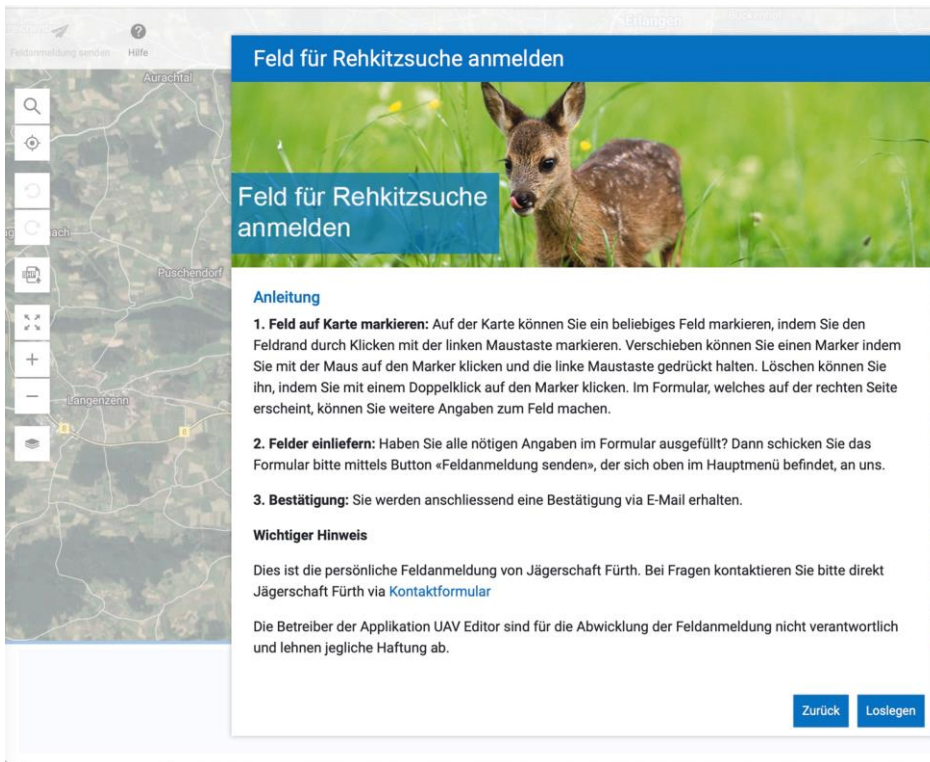 Erlangen
Feldanmeldung senden
Hilfe
Aurachtal
Feld für Rehkitzsuche anmelden
Feld für Rehkitzsuche
anmelden
Puschendorf
Anleitung
1. Feld auf Karte markieren: Auf der Karte können Sie ein beliebiges Feld markieren, indem Sie den
Feldrand durch Klicken mit der linken Maustaste markieren. Verschieben können Sie einen Marker indem
Sie mit der Maus auf den Marker klicken und die linke Maustaste gedrückt halten. Löschen können Sie
ihn, indem Sie mit einem Doppelklick auf den Marker klicken. Im Formular, welches auf der rechten Seite
erscheint, können Sie weitere Angaben zum Feld machen.
Langenzenn
8
8
2. Felder einliefern: Haben Sie alle nötigen Angaben im Formular ausgefüllt? Dann schicken Sie das
Formular bitte mittels Button «Feldanmeldung senden», der sich oben im Hauptmenü befindet, an uns.
3. Bestätigung: Sie werden anschliessend eine Bestätigung via E-Mail erhalten.
Wichtiger Hinweis
Dies ist die persönliche Feldanmeldung von Jägerschaft Fürth. Bei Fragen kontaktieren Sie bitte direkt
Jägerschaft Fürth via Kontaktformular
Die Betreiber der Applikation UAV Editor sind für die Abwicklung der Feldanmeldung nicht verantwortlich
und lehnen jegliche Haftung ab.
Zurück
Loslegen